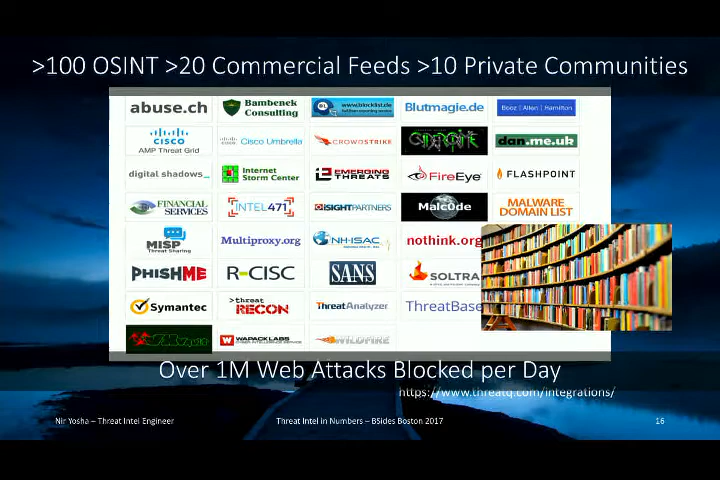 >100 OSINT >20 Commercial Feeds >10 Private Communities
abuse.ch
Bambenek Consulting
www.blocklist.de
Blutmagie.de
Booz | Allen | Hamilton
CISCO
AMP Threat Grid
Cisco Umbrella
CROWDSTRIKE
dan.me.uk
digital shadows_
Internet Storm Center
EMERGING THREATS
FireEye
FLASHPOINT
FINANCIAL SERVICES
INTEL471
iSIGHTPARTNERS
Malc0de
MALWARE DOMAIN LIST
MISP
Threat Sharing
Multiproxy.org
NH-ISAC
nothink.org
PHISHME
R-CISC
SANS
SOLTRA
Symantec
>threat RECON
ThreatAnalyzer
ThreatBase
WAPACK LABS
WILDFIRE
Over 1M Web Attacks Blocked per Day
https://www.threatq.com/integrations/
Nir Yosha – Threat Intel Engineer
Threat Intel in Numbers – BSides Boston 2017
16